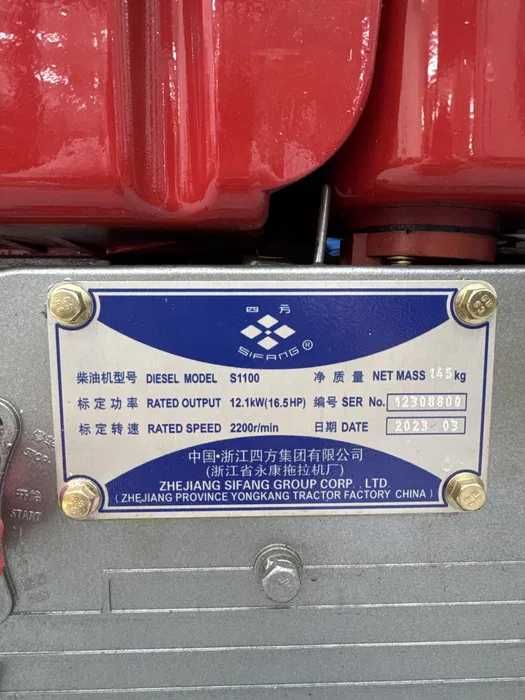 四方
SIFANG®
柴油机型号 DIESEL MODEL S1100 净质量 NET MASS 145kg
标定功率 RATED OUTPUT 12.1kW(16.5HP) 编号 SER No. 12308800
标定转速 RATED SPEED 2200r/min 日期 DATE 2023 03
中国·浙江四方集团有限公司
(浙江省永康拖拉机厂)
ZHEJIANG SIFANG GROUP CORP., LTD
(ZHEJIANG PROVINCE YONGKANG TRACTOR FACTORY CHINA)
STOP
开始
START